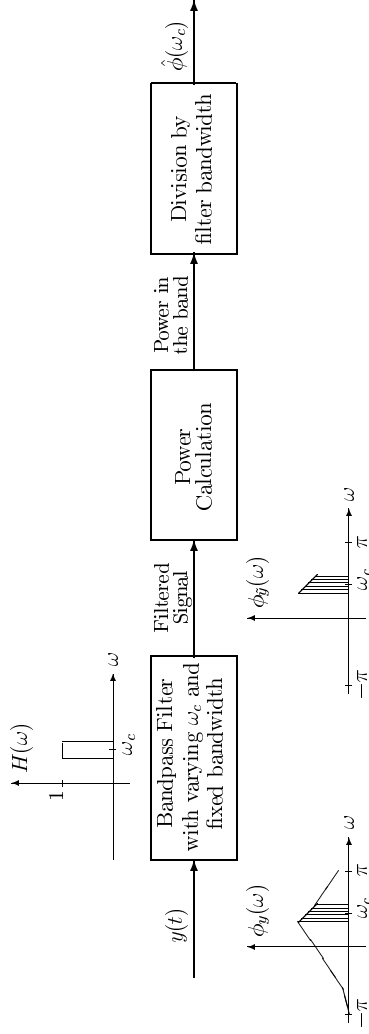 H(ω)
1
ω_c
ω
y(t)
Bandpass Filter
with varying ω_c and
fixed bandwidth
Filtered
Signal
Power
Calculation
Power in
the band
Division by
filter bandwidth
φ̂(ω_c)
φ_y(ω)
−π
ω_c
π
ω
φ_ỹ(ω)
−π
ω_c
π
ω